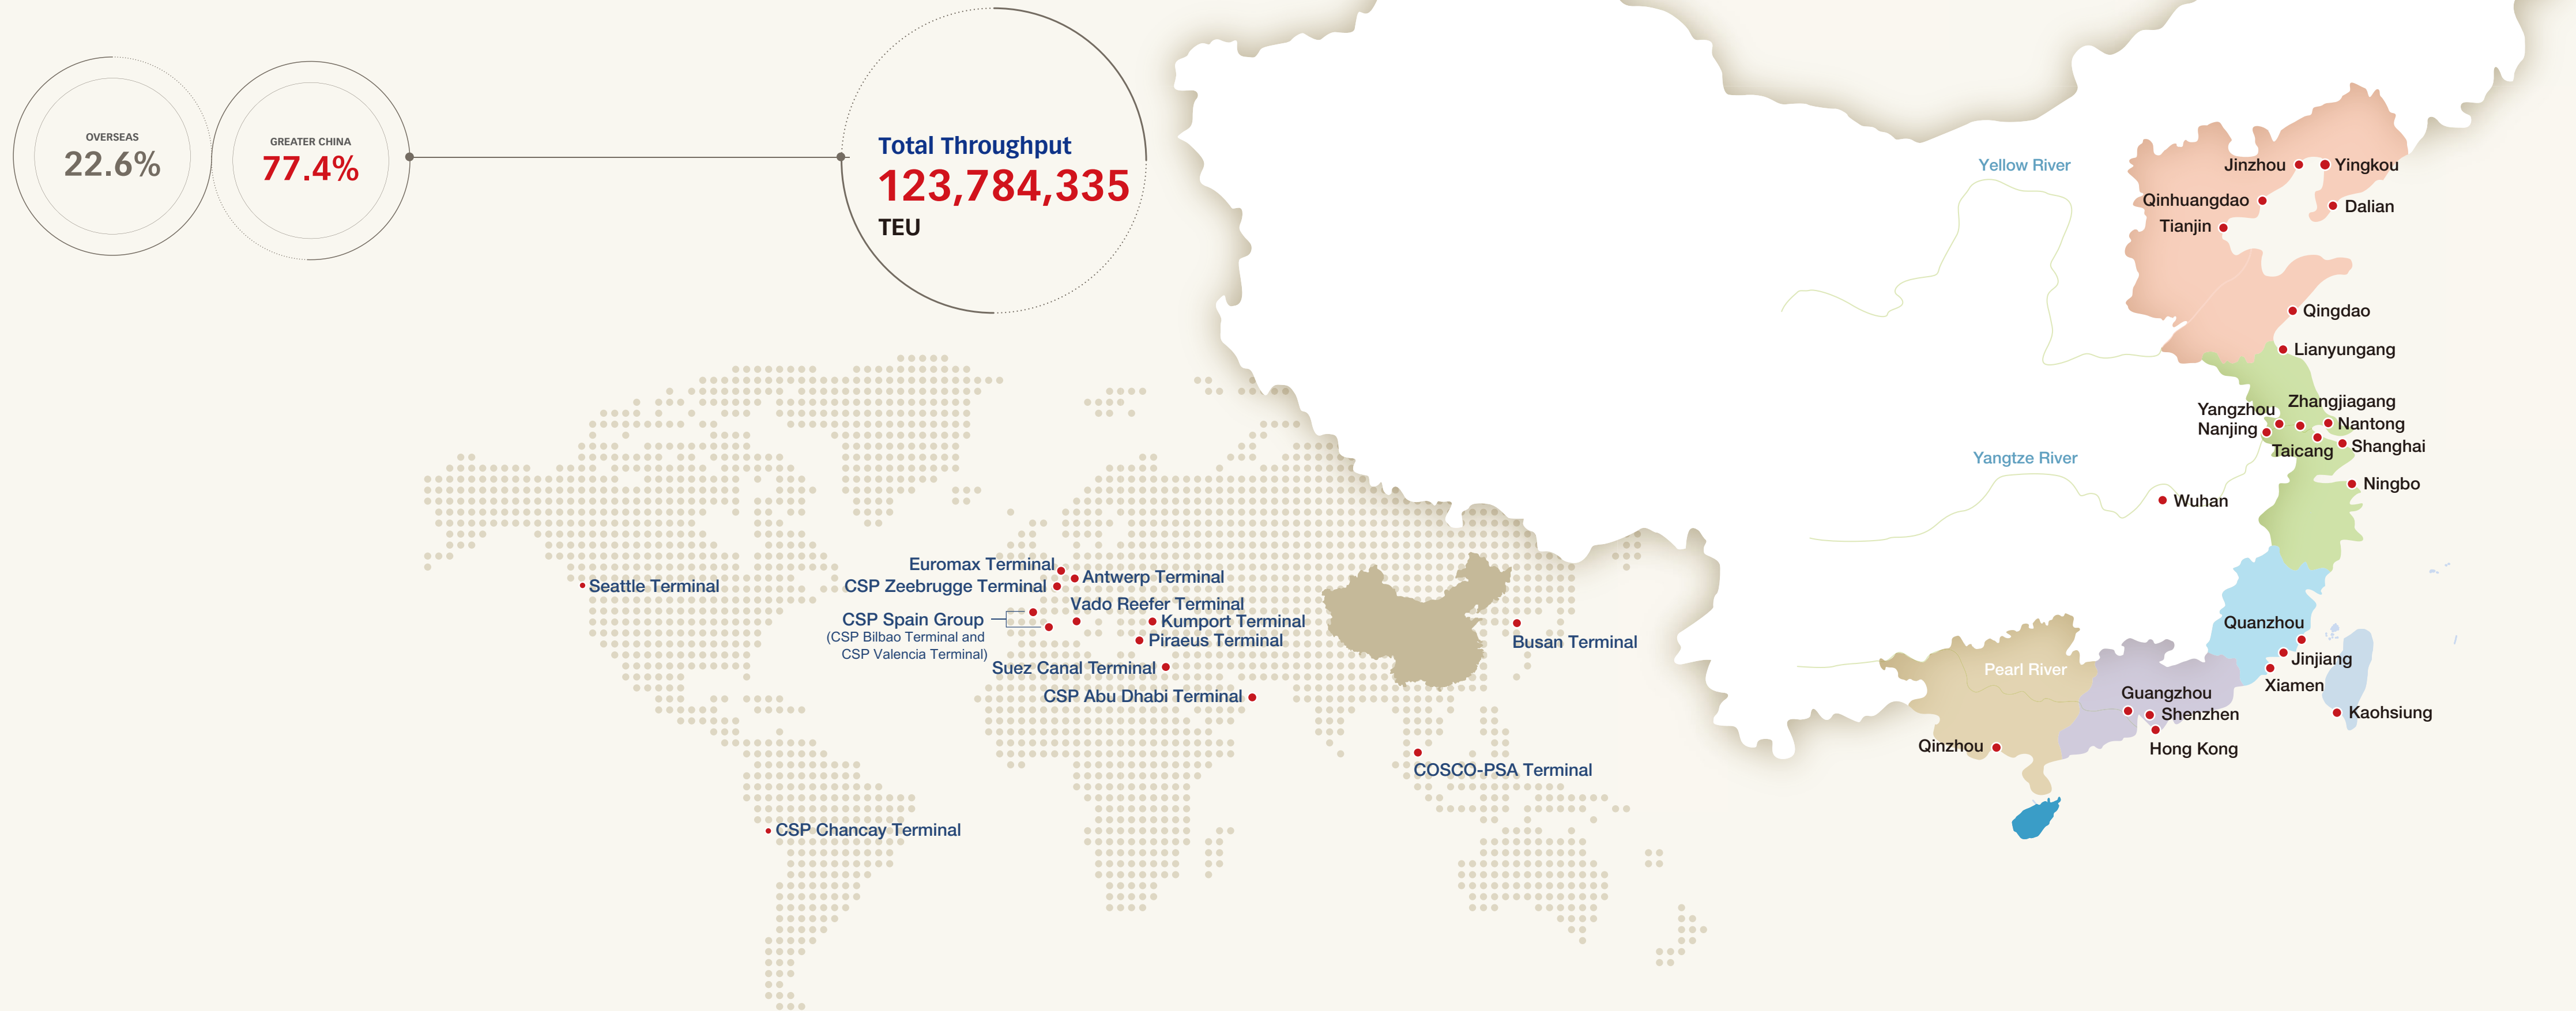 OVERSEAS
22.6%
GREATER CHINA
77.4%
Total Throughput
123,784,335
TEU
Seattle Terminal
Euromax Terminal
CSP Zeebrugge Terminal
Antwerp Terminal
Vado Reefer Terminal
CSP Spain Group
(CSP Bilbao Terminal and
CSP Valencia Terminal)
Kumport Terminal
Piraeus Terminal
Suez Canal Terminal
CSP Abu Dhabi Terminal
Busan Terminal
COSCO-PSA Terminal
CSP Chancay Terminal
Yellow River
Yangtze River
Pearl River
Jinzhou
Yingkou
Qinhuangdao
Dalian
Tianjin
Qingdao
Lianyungang
Zhangjiagang
Yangzhou
Nantong
Nanjing
Shanghai
Taicang
Ningbo
Wuhan
Quanzhou
Jinjiang
Xiamen
Guangzhou
Shenzhen
Kaohsiung
Qinzhou
Hong Kong